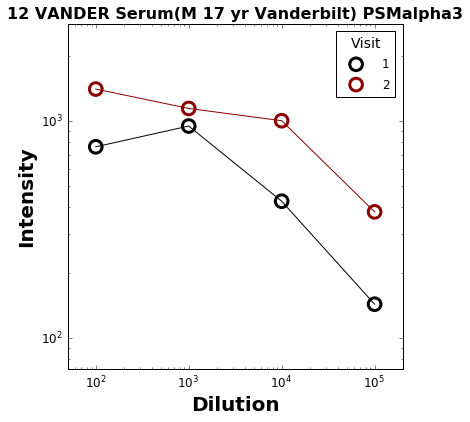 12 VANDER Serum(M 17 yr Vanderbilt) PSMalpha3
Visit
1
2
10³
10²
Intensity
10² 10³ 10⁴ 10⁵
Dilution